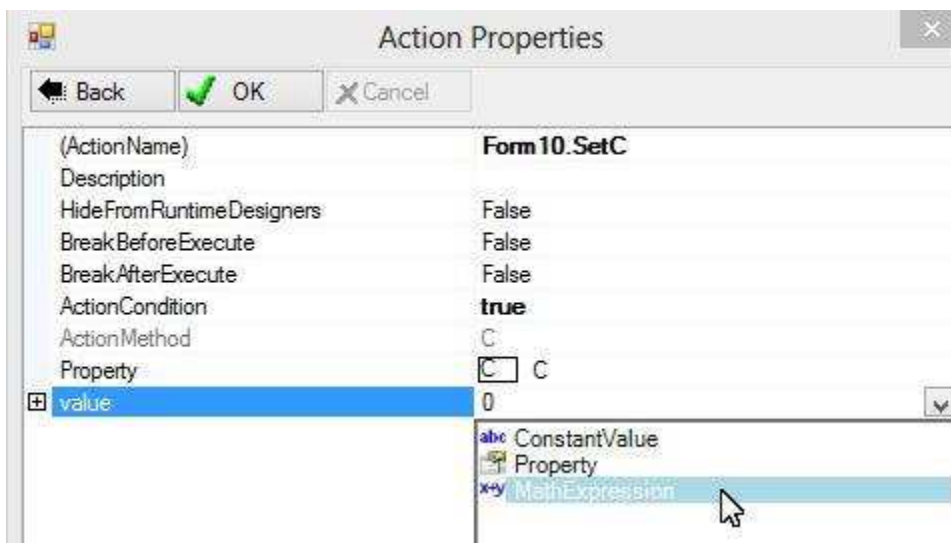 Action Properties
Back OK Cancel
(ActionName) Form10.SetC
Description
HideFromRuntimeDesigners False
BreakBeforeExecute False
BreakAfterExecute False
ActionCondition true
ActionMethod C
Property C C
value 0
abc ConstantValue
Property
x+y MathExpression